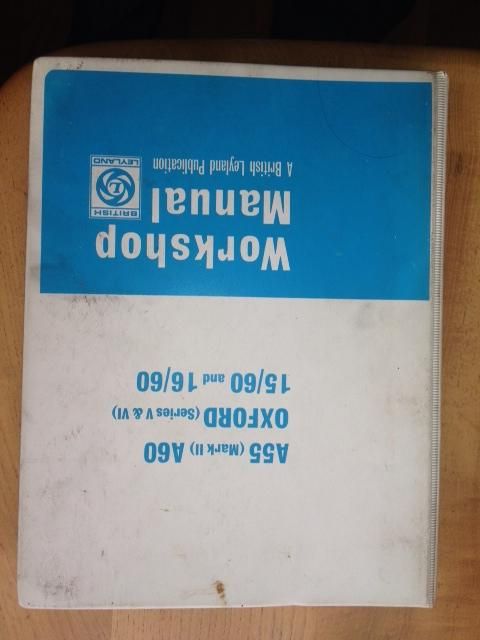 A55 (Mark II) A60
OXFORD (Series V & VI)
15/60 and 16/60
Workshop
Manual
A British Leyland Publication
BRITISH
L
LEYLAND